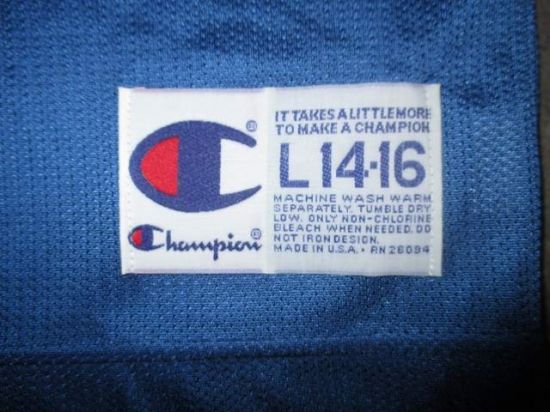 Champion®
IT TAKES A LITTLE MORE
TO MAKE A CHAMPION
L 14-16
MACHINE WASH WARM
SEPARATELY. TUMBLE DRY
LOW. ONLY NON-CHLORINE
BLEACH WHEN NEEDED. DO
NOT IRON DESIGN.
MADE IN U.S.A. • RN 26094